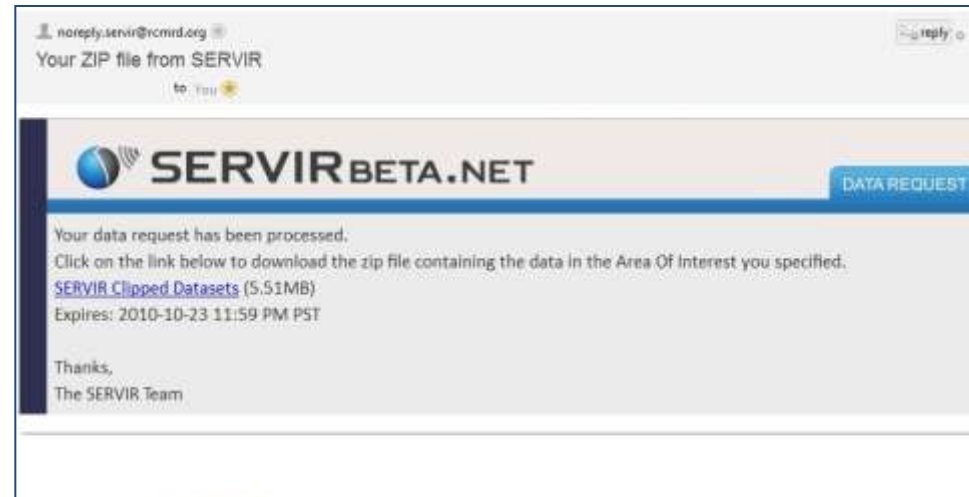 noreply.servir@rcmrd.org
reply
Your ZIP file from SERVIR
to You
SERVIR BETA.NET
DATA REQUEST
Your data request has been processed.
Click on the link below to download the zip file containing the data in the Area Of Interest you specified.
SERVIR Clipped Datasets (5.51MB)
Expires: 2010-10-23 11:59 PM PST
Thanks,
The SERVIR Team